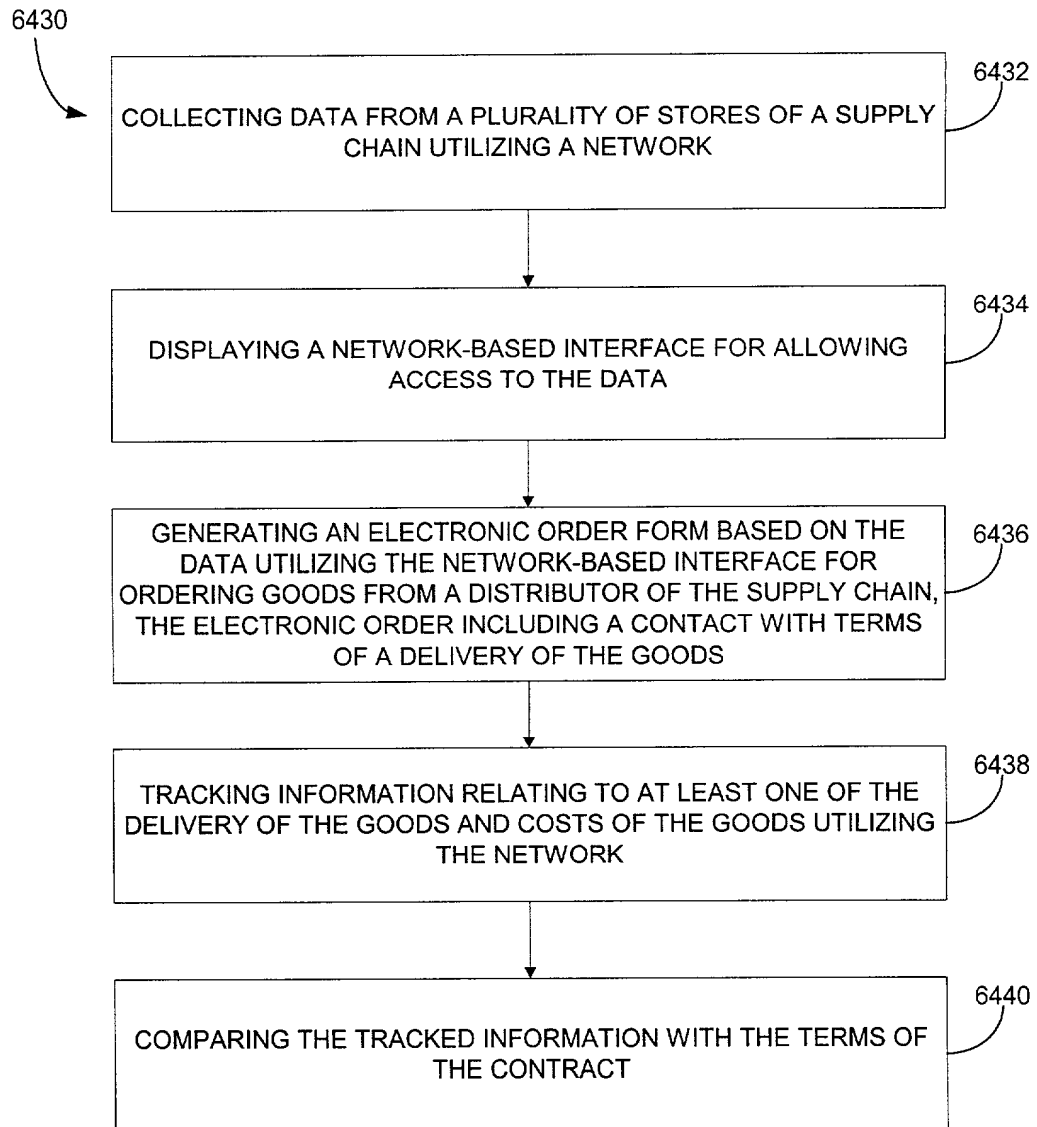 6430
6432
COLLECTING DATA FROM A PLURALITY OF STORES OF A SUPPLY
CHAIN UTILIZING A NETWORK
6434
DISPLAYING A NETWORK-BASED INTERFACE FOR ALLOWING
ACCESS TO THE DATA
GENERATING AN ELECTRONIC ORDER FORM BASED ON THE
6436
DATA UTILIZING THE NETWORK-BASED INTERFACE FOR
ORDERING GOODS FROM A DISTRIBUTOR OF THE SUPPLY CHAIN,
THE ELECTRONIC ORDER INCLUDING A CONTACT WITH TERMS
OF A DELIVERY OF THE GOODS
6438
TRACKING INFORMATION RELATING TO AT LEAST ONE OF THE
DELIVERY OF THE GOODS AND COSTS OF THE GOODS UTILIZING
THE NETWORK
6440
COMPARING THE TRACKED INFORMATION WITH THE TERMS OF
THE CONTRACT